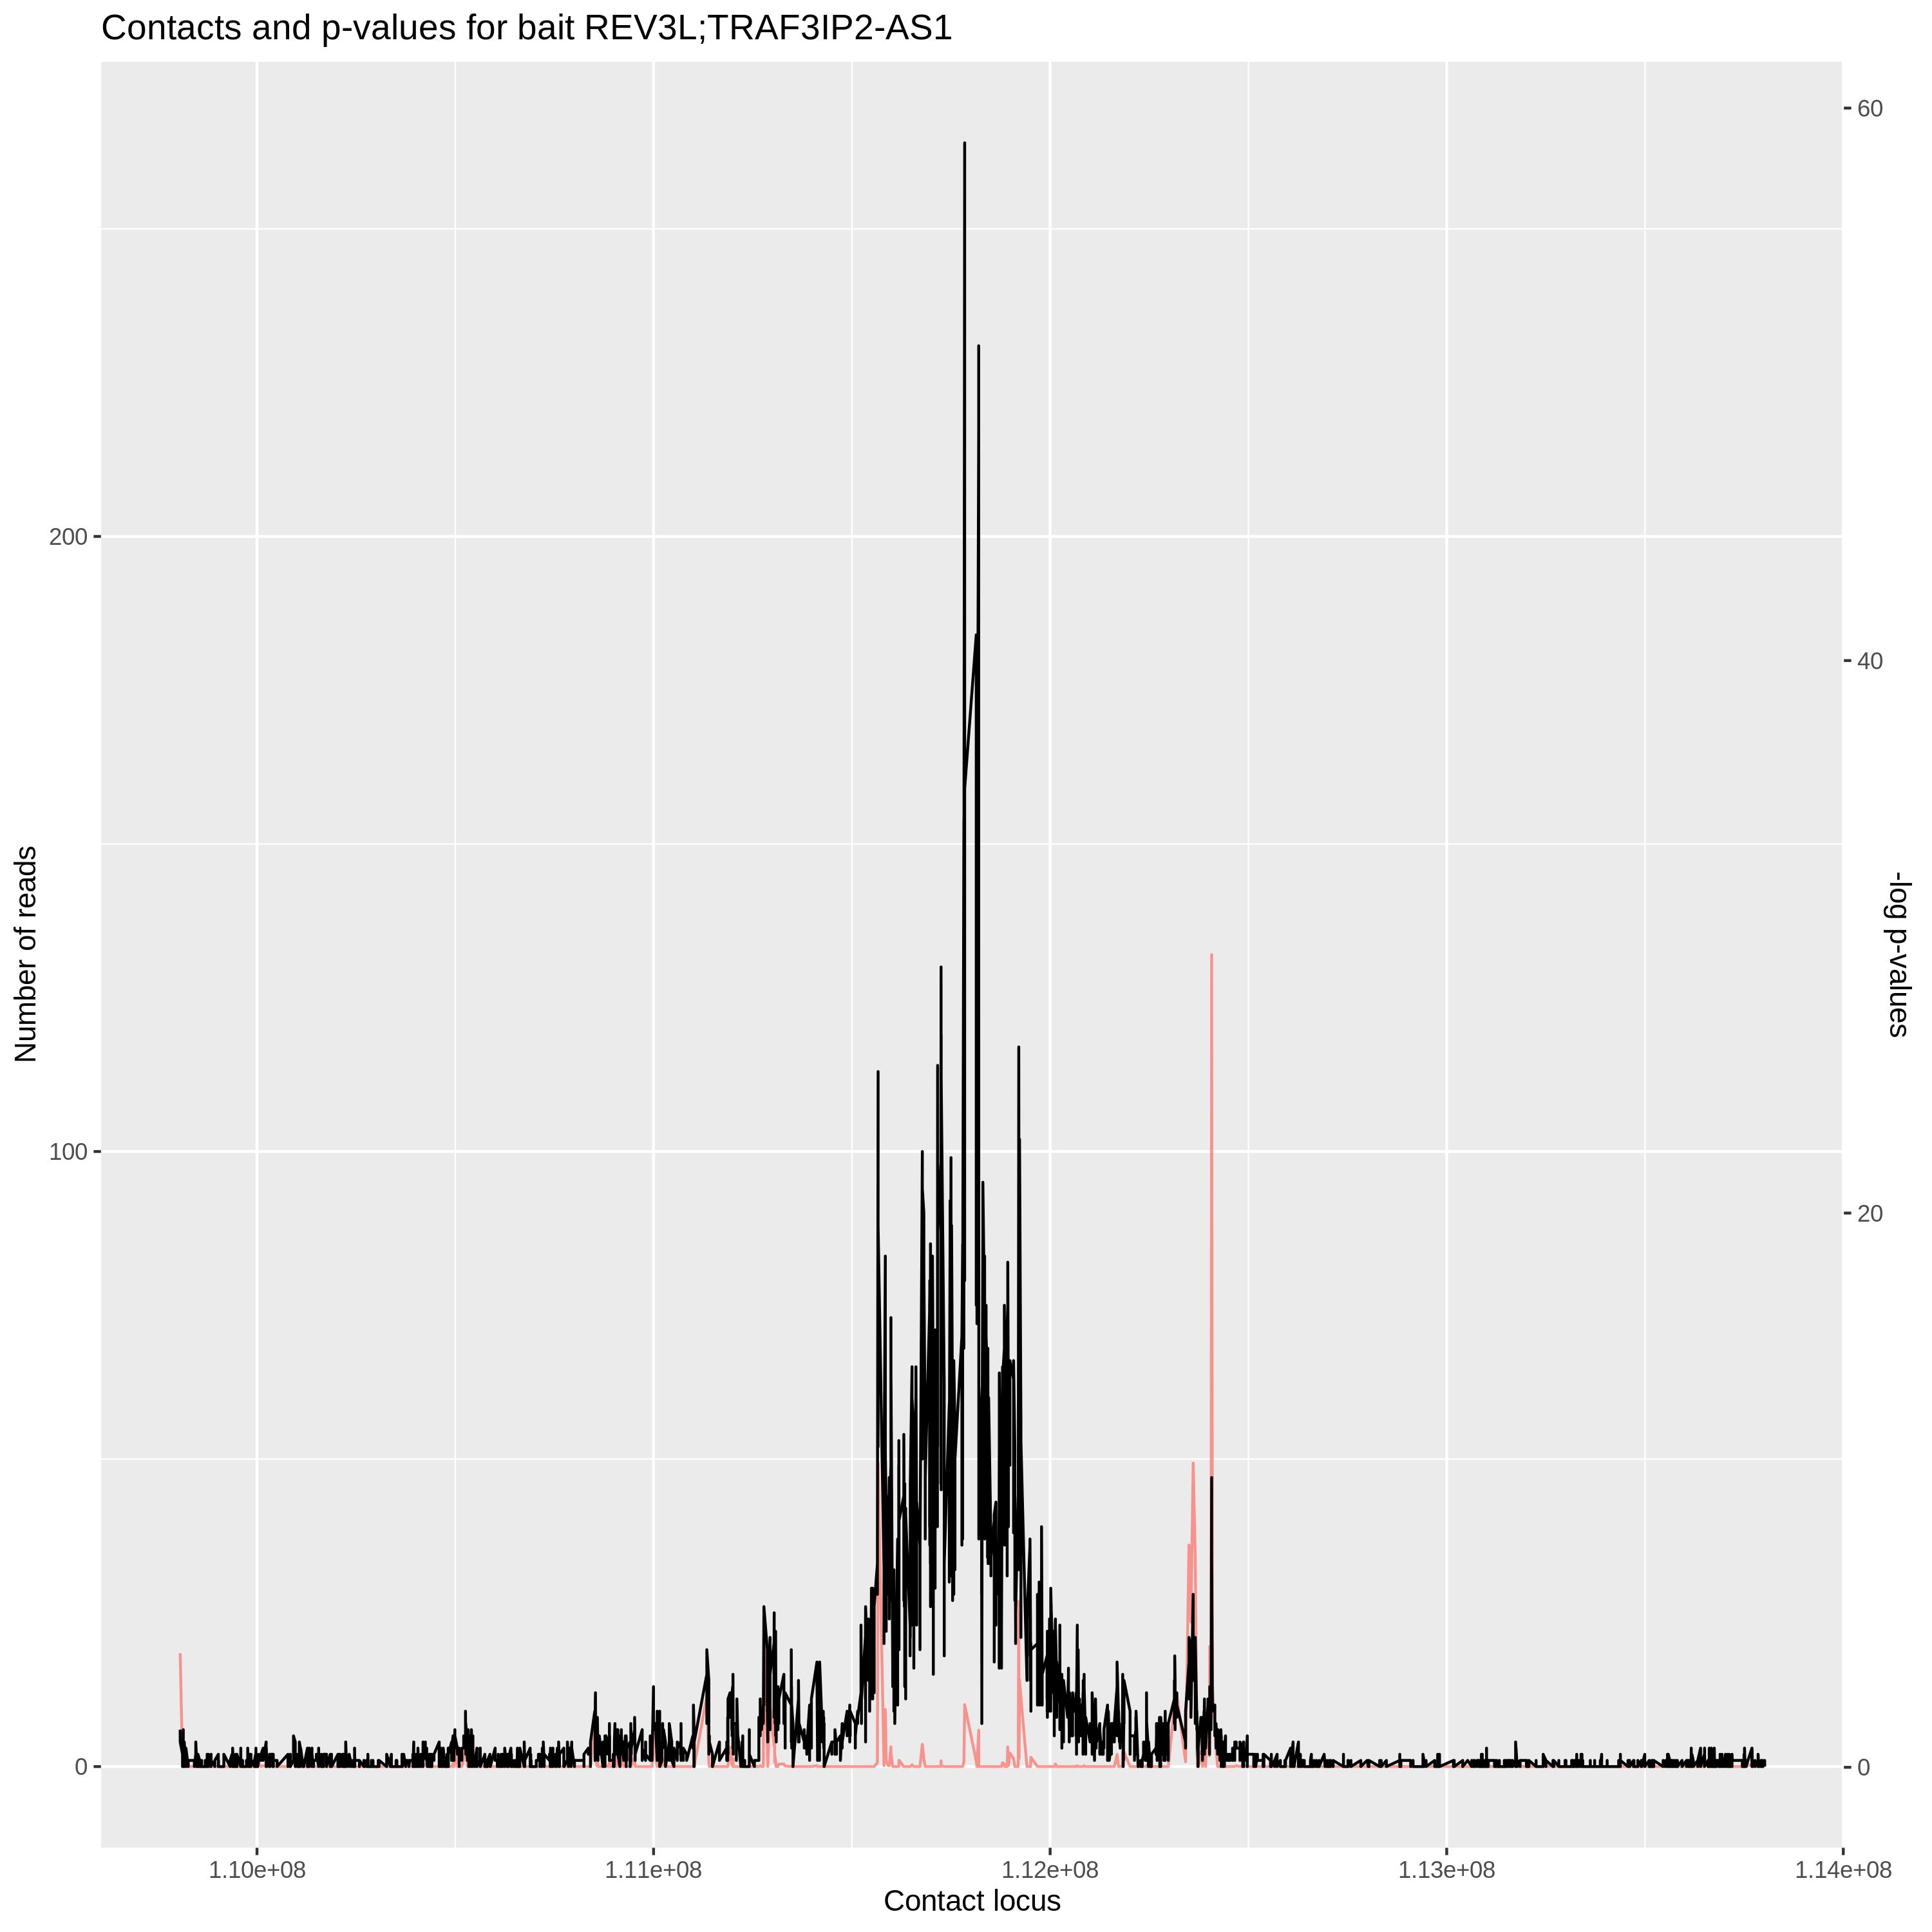 Contacts and p-values for bait REV3L;TRAF3IP2-AS1
60
200
40
Number of reads
-log p-values
100
20
0
0
1.10e+08
1.11e+08
1.12e+08
1.13e+08
1.14e+08
Contact locus